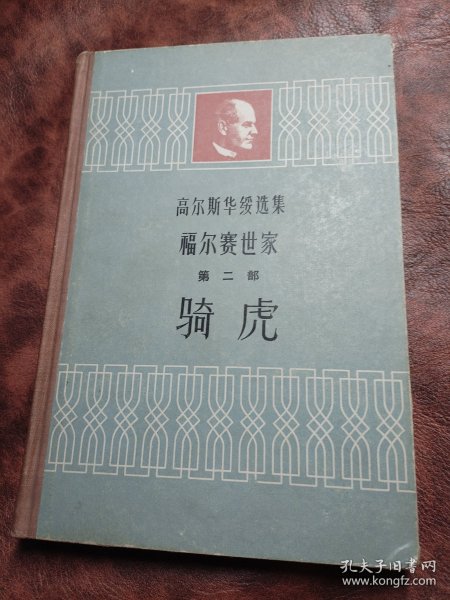 高尔斯华绥选集
福尔赛世家
第二部
骑虎
孔夫子旧书网
www.kongfz.com